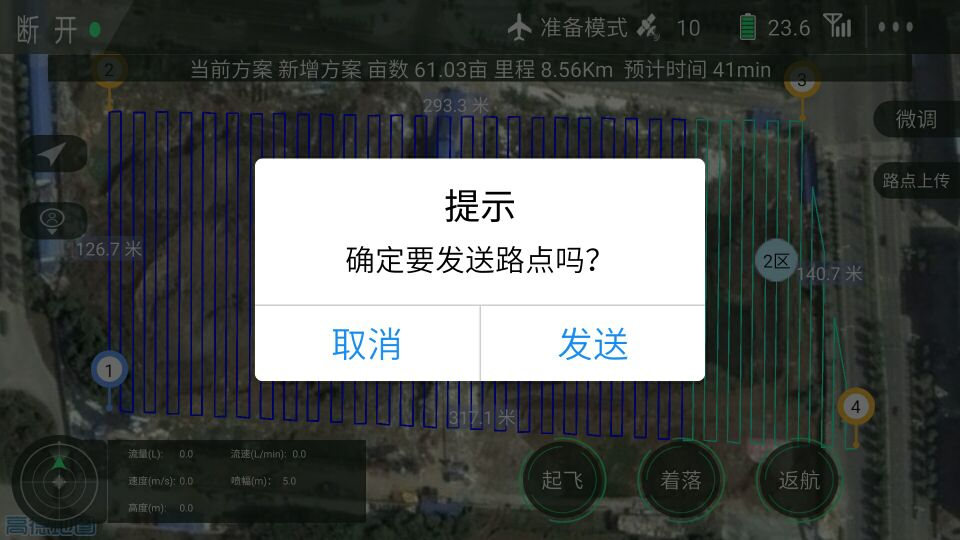 断开
准备模式
10
23.6
当前方案 新增方案 亩数 61.03亩 里程 8.56Km 预计时间 41min
2
3
293.3 米
微调
路点上传
提示
确定要发送路点吗?
取消
发送
126.7 米
2区
140.7 米
1
4
317.1 米
流量(L): 0.0 流速(L/min): 0.0
速度(m/s): 0.0 喷幅(m): 5.0
高度(m): 0.0
起飞
着落
返航
高德地图